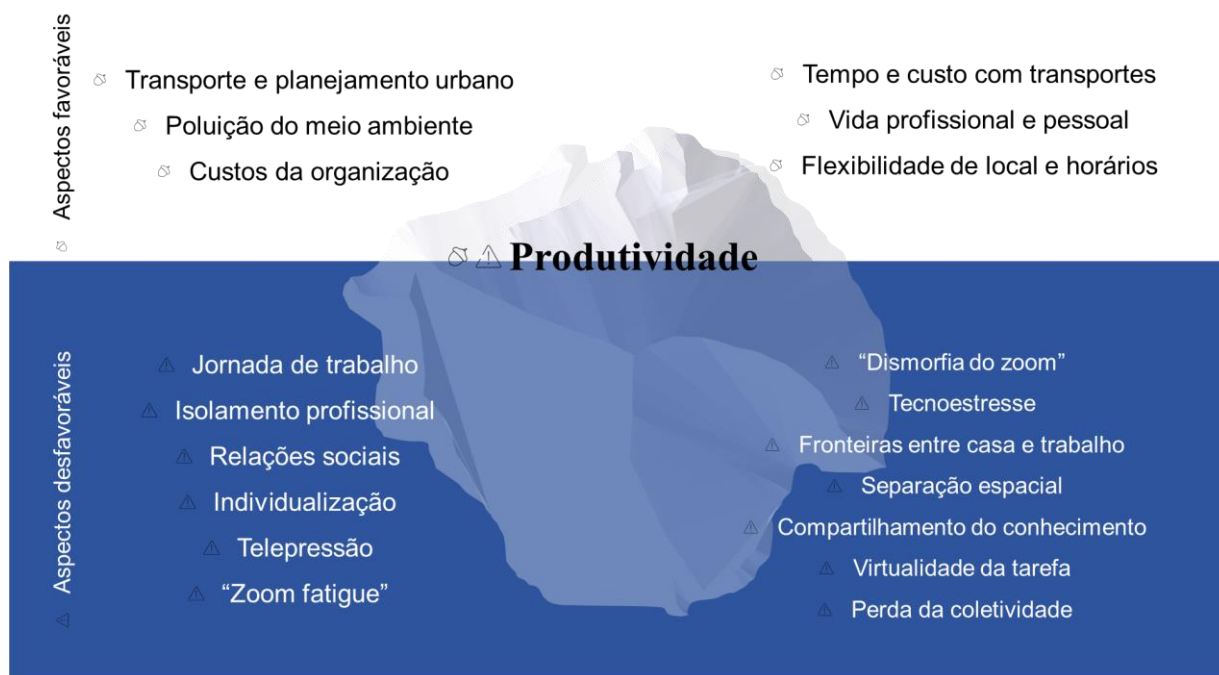 Aspectos favoráveis
Transporte e planejamento urbano
Poluição do meio ambiente
Custos da organização
Tempo e custo com transportes
Vida profissional e pessoal
Flexibilidade de local e horários
Produtividade
Aspectos desfavoráveis
Jornada de trabalho
Isolamento profissional
Relações sociais
Individualização
Telepressão
“Zoom fatigue”
“Dismorfia do zoom”
Tecnoestresse
Fronteiras entre casa e trabalho
Separação espacial
Compartilhamento do conhecimento
Virtualidade da tarefa
Perda da coletividade